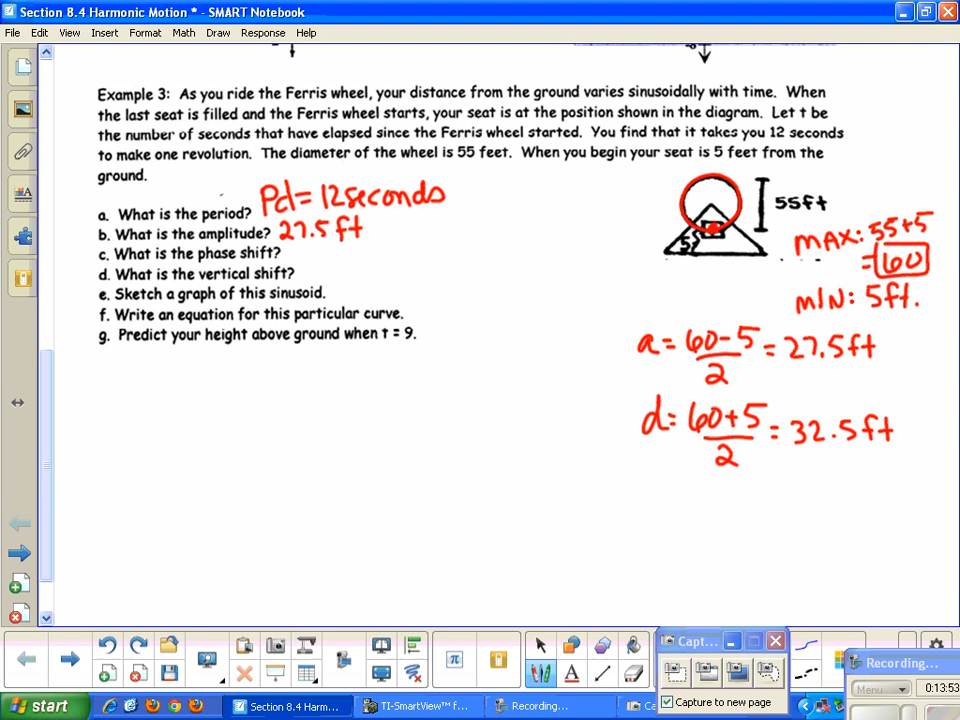 Section 8.4 Harmonic Motion * - SMART Notebook
File Edit View Insert Format Math Draw Response Help
Example 3: As you ride the Ferris wheel, your distance from the ground varies sinusoidally with time. When
the last seat is filled and the Ferris wheel starts, your seat is at the position shown in the diagram. Let t be
the number of seconds that have elapsed since the Ferris wheel started. You find that it takes you 12 seconds
to make one revolution. The diameter of the wheel is 55 feet. When you begin your seat is 5 feet from the
ground.
a. What is the period? Pd = 12 seconds
b. What is the amplitude? 27.5 ft
c. What is the phase shift?
d. What is the vertical shift?
e. Sketch a graph of this sinusoid.
f. Write an equation for this particular curve.
g. Predict your height above ground when t = 9.
55ft
5
MAX: 55+5
= 60
MIN: 5ft.
a = 60-5 / 2 = 27.5ft
d = 60+5 / 2 = 32.5ft
Capt...
Capture to new page
Recording...
Menu
0:13:53
start
Section 8.4 Harm...
TI-SmartView™ f...
Recording...
Ca